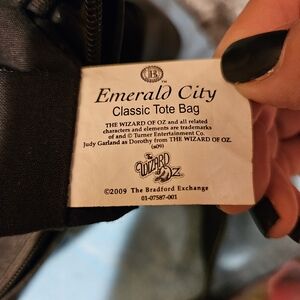 B
Emerald City
Classic Tote Bag
THE WIZARD OF OZ and all related
characters and elements are trademarks
of and © Turner Entertainment Co.
Judy Garland as Dorothy from THE WIZARD OF OZ.
(s09)
The
WIZARD
OF
OZ
©2009 The Bradford Exchange
01-07587-001